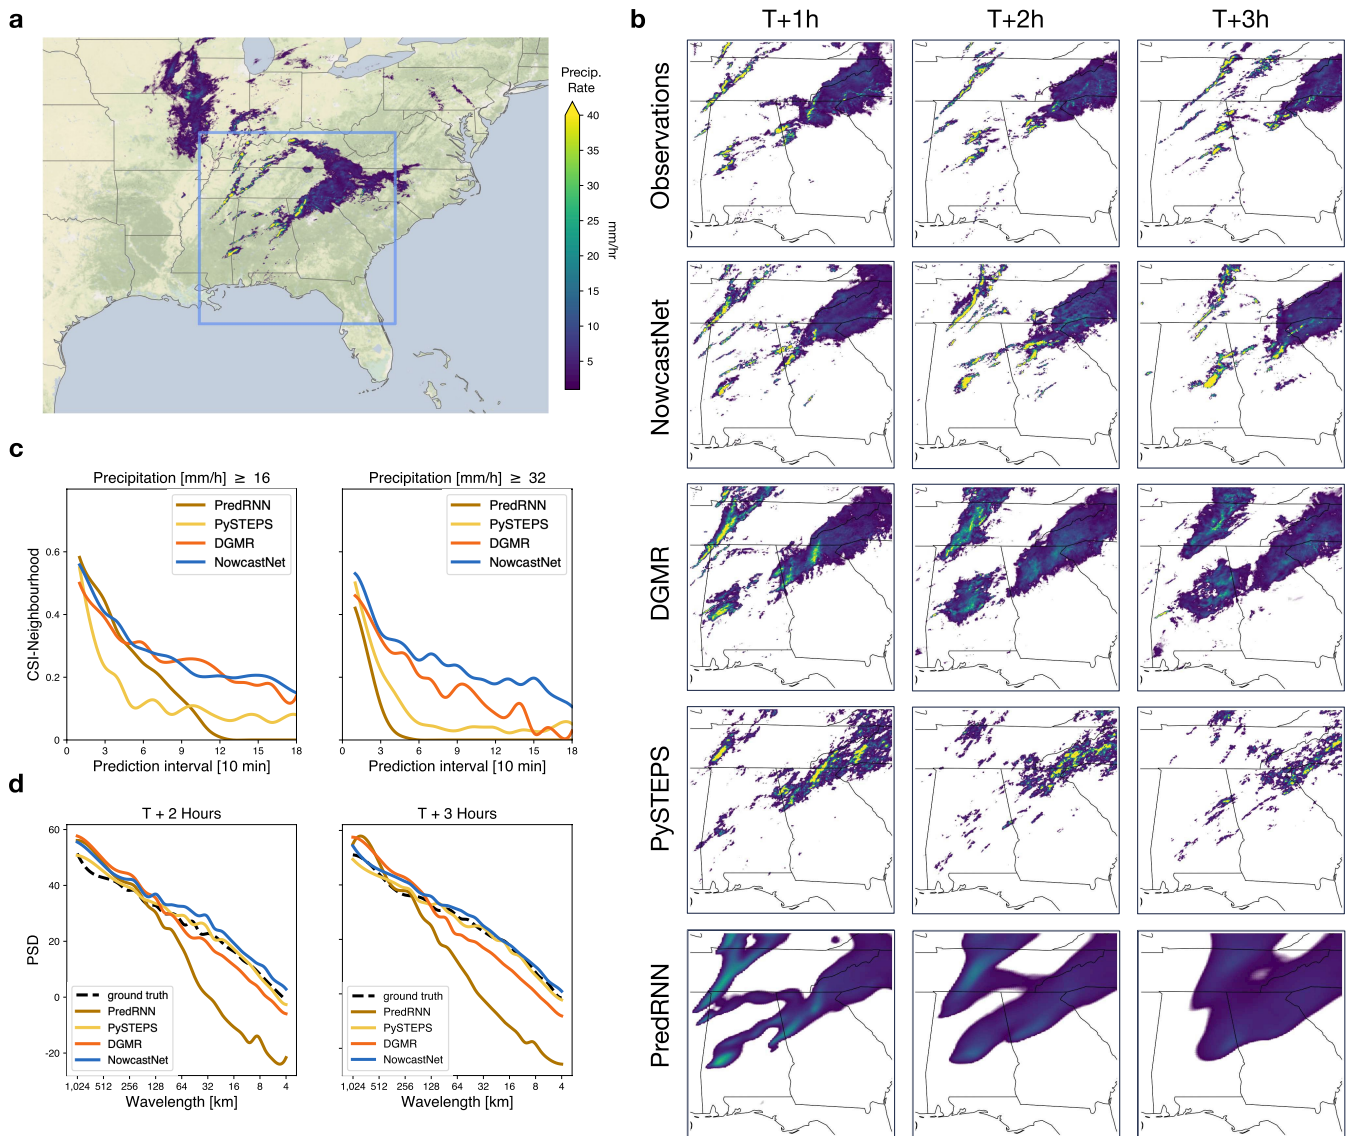 a
Precip.
Rate
40
35
30
25
20
15
10
5
mm/hr
b
T+1h
T+2h
T+3h
Observations
NowcastNet
DGMR
PySTEPS
PredRNN
c
Precipitation [mm/h] ≥ 16
PredRNN
PySTEPS
DGMR
NowcastNet
CSI-Neighbourhood
0.6
0.4
0.2
0
0 3 6 9 12 15 18
Prediction interval [10 min]
Precipitation [mm/h] ≥ 32
PredRNN
PySTEPS
DGMR
NowcastNet
0 3 6 9 12 15 18
Prediction interval [10 min]
d
T + 2 Hours
PSD
60
40
20
0
-20
ground truth
PredRNN
PySTEPS
DGMR
NowcastNet
1,024 512 256 128 64 32 16 8 4
Wavelength [km]
T + 3 Hours
ground truth
PredRNN
PySTEPS
DGMR
NowcastNet
1,024 512 256 128 64 32 16 8 4
Wavelength [km]